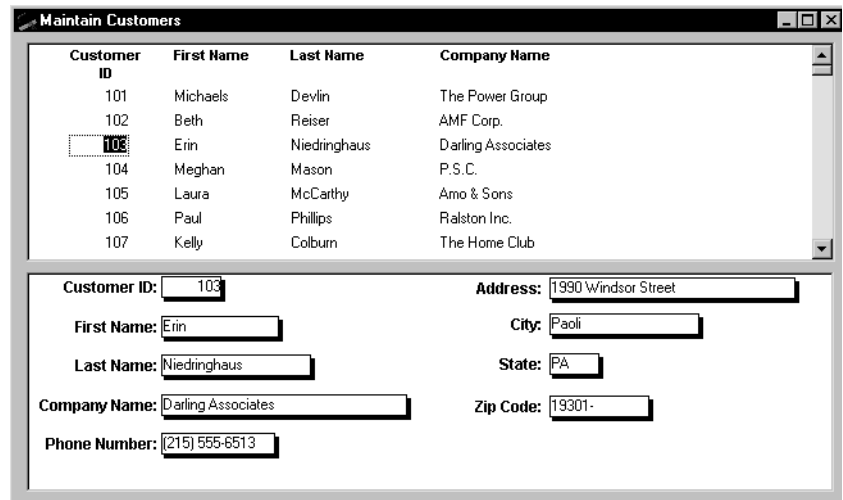 Maintain Customers
Customer ID First Name Last Name Company Name
101 Michaels Devlin The Power Group
102 Beth Reiser AMF Corp.
103 Erin Niedringhaus Darling Associates
104 Meghan Mason P.S.C.
105 Laura McCarthy Amo & Sons
106 Paul Phillips Ralston Inc.
107 Kelly Colburn The Home Club
Customer ID: 103 Address: 1990 Windsor Street
First Name: Erin City: Paoli
Last Name: Niedringhaus State: PA
Company Name: Darling Associates Zip Code: 19301-
Phone Number: (215) 555-6513